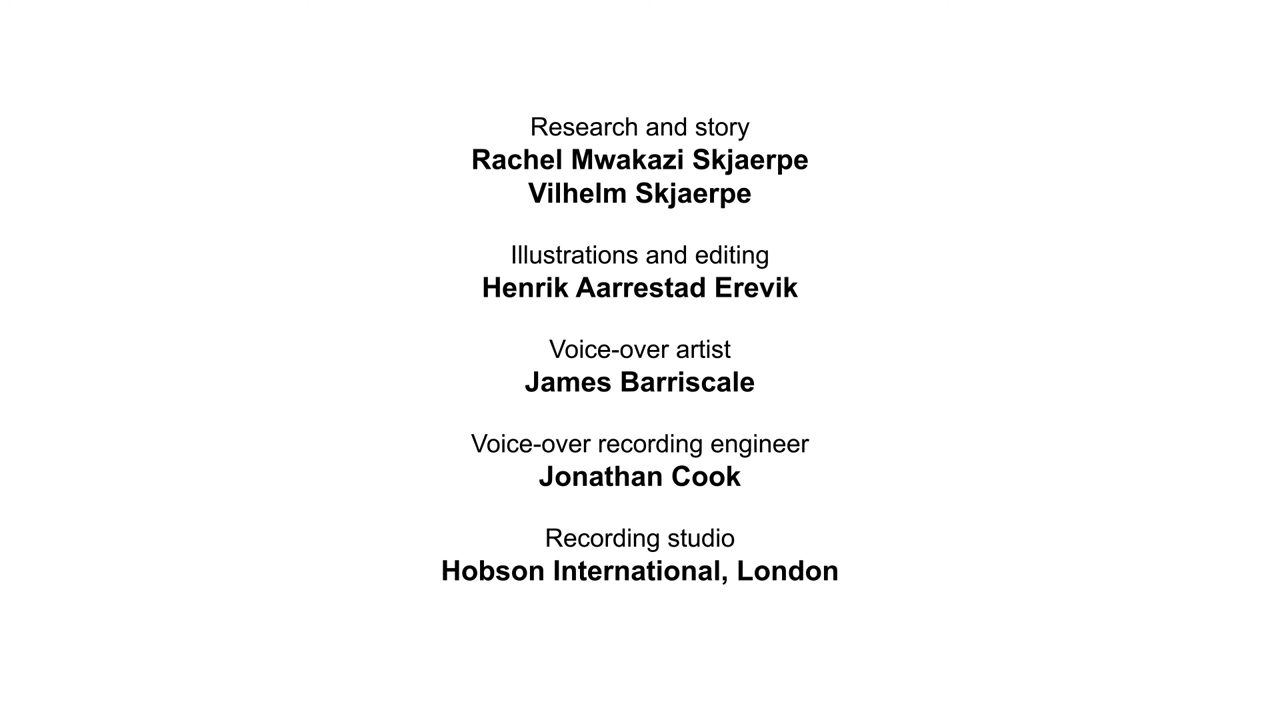 Research and story
Rachel Mwakazi Skjaerpe
Vilhelm Skjaerpe
Illustrations and editing
Henrik Aarrestad Erevik
Voice-over artist
James Barriscale
Voice-over recording engineer
Jonathan Cook
Recording studio
Hobson International, London